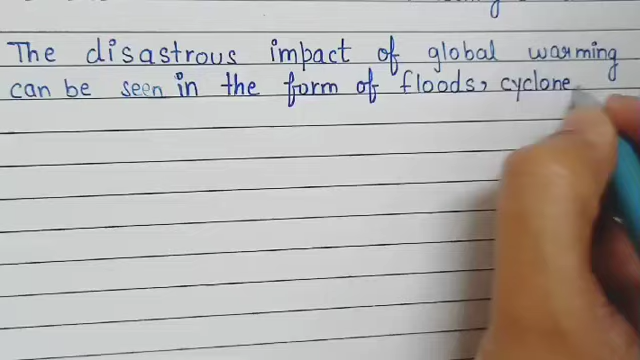 The disastrous impact of global warming
can be seen in the form of floods, cyclone